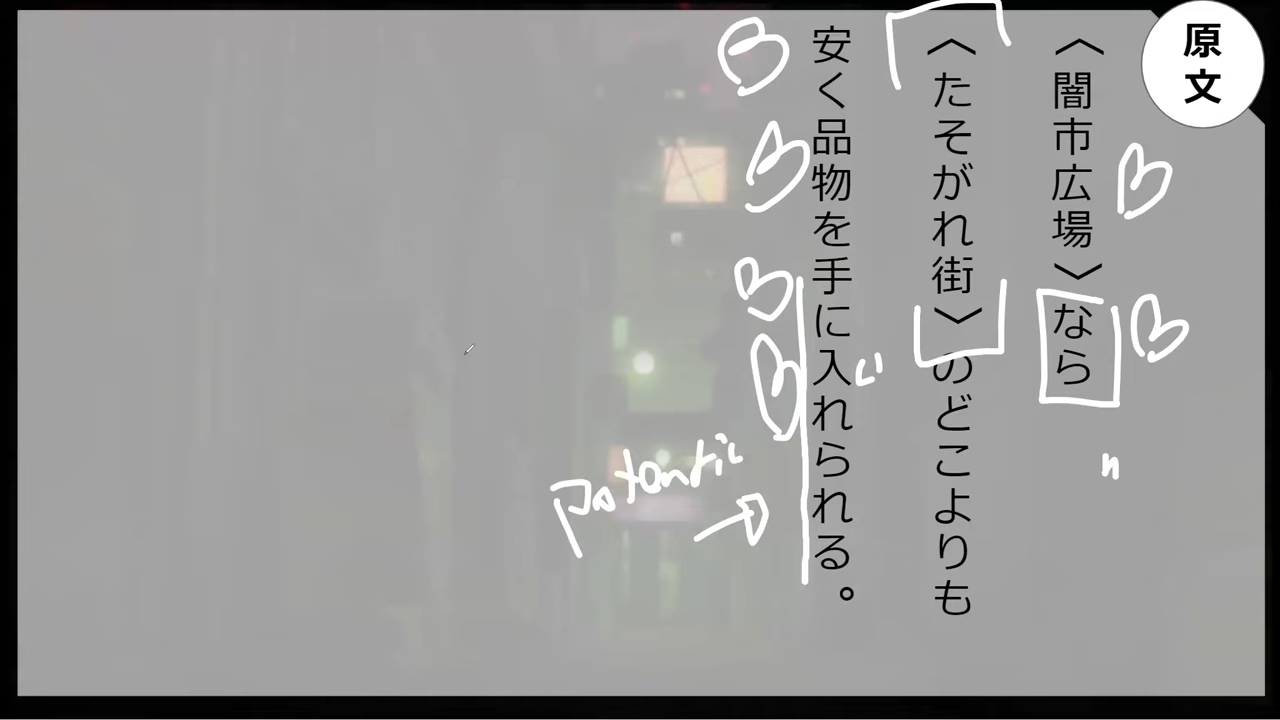 原文
〈闇市広場〉なら
〈たそがれ街〉のどこよりも
安く品物を手に入れられる。